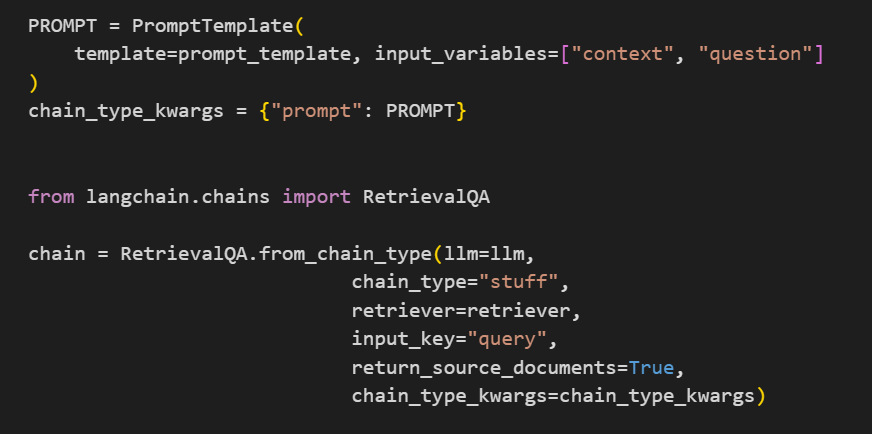 PROMPT = PromptTemplate(
    template=prompt_template, input_variables=["context", "question"]
)
chain_type_kwargs = {"prompt": PROMPT}
from langchain.chains import RetrievalQA
chain = RetrievalQA.from_chain_type(llm=llm,
                            chain_type="stuff",
                            retriever=retriever,
                            input_key="query",
                            return_source_documents=True,
                            chain_type_kwargs=chain_type_kwargs)